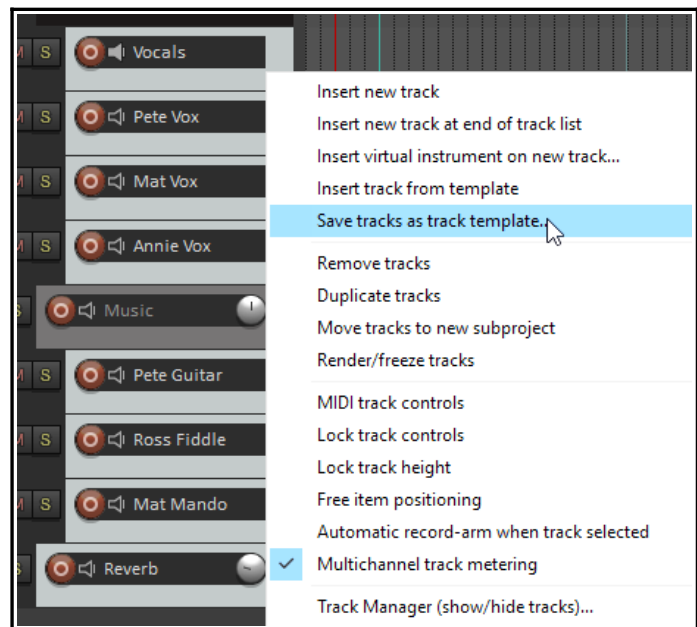 M S Vocals
Insert new track
M S Pete Vox
Insert new track at end of track list
Insert virtual instrument on new track...
M S Mat Vox
Insert track from template
Save tracks as track template...
M S Annie Vox
Remove tracks
Duplicate tracks
S Music
Move tracks to new subproject
Render/freeze tracks
M S Pete Guitar
MIDI track controls
M S Ross Fiddle
Lock track controls
Lock track height
M S Mat Mando
Free item positioning
Automatic record-arm when track selected
S Reverb
Multichannel track metering
Track Manager (show/hide tracks)...